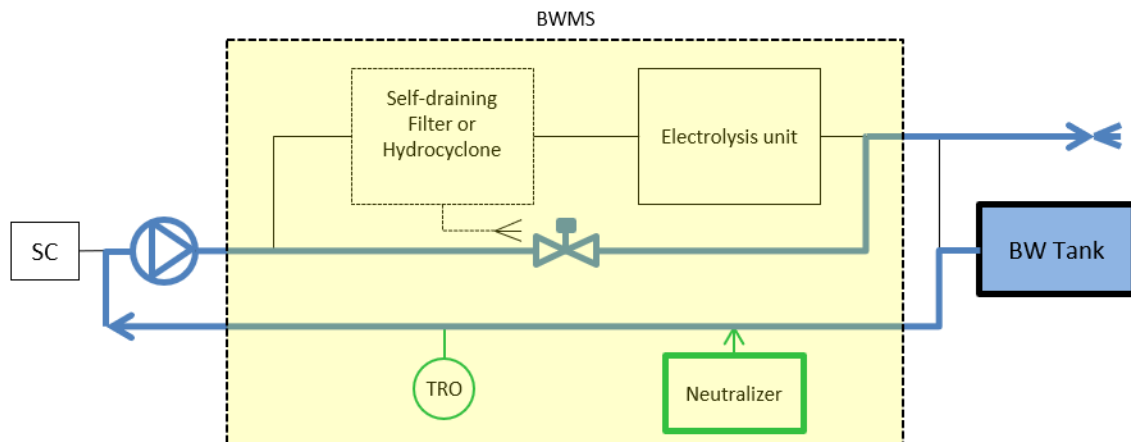 BWMS
Self-draining
Filter or
Hydrocyclone
Electrolysis unit
SC
BW Tank
TRO
Neutralizer